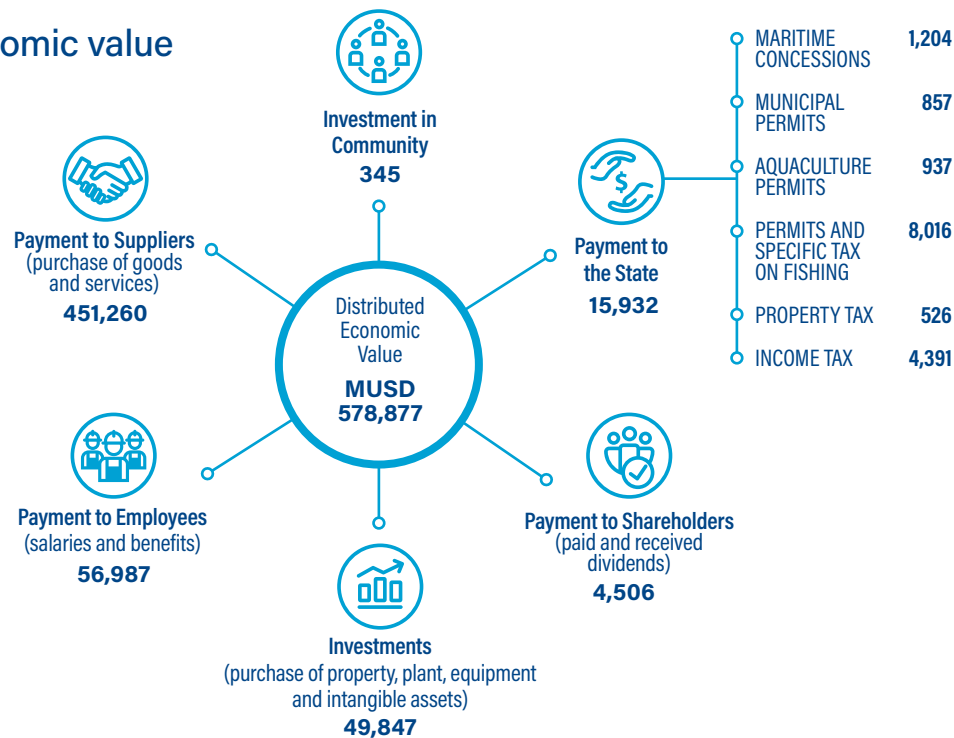 omic value
Investment in
Community
345
Payment to Suppliers
(purchase of goods
and services)
451,260
Payment to
the State
15,932
MARITIME
CONCESSIONS
1,204
MUNICIPAL
PERMITS
857
AQUACULTURE
PERMITS
937
PERMITS AND
SPECIFIC TAX
ON FISHING
8,016
PROPERTY TAX 526
INCOME TAX 4,391
Distributed
Economic
Value
MUSD
578,877
Payment to Employees
(salaries and benefits)
56,987
Payment to Shareholders
(paid and received
dividends)
4,506
Investments
(purchase of property, plant, equipment
and intangible assets)
49,847
$